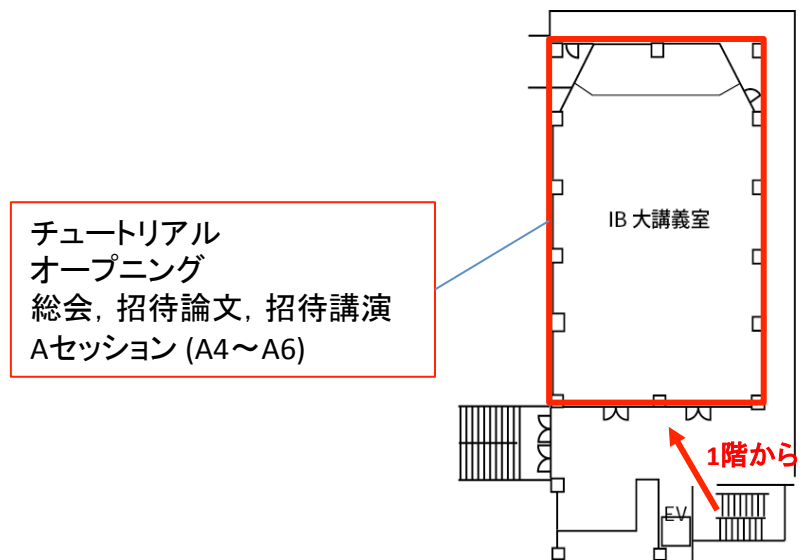 IB 大講義室
チュートリアル
オープニング
総会, 招待論文, 招待講演
Aセッション (A4～A6)
1階から
EV